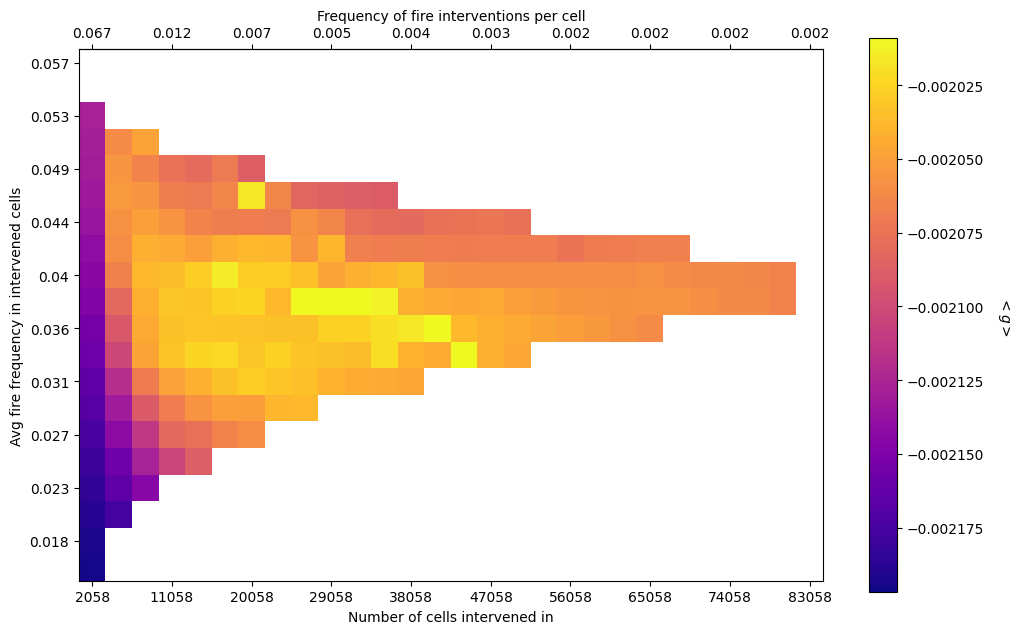 Frequency of fire interventions per cell
0.067 0.012 0.007 0.005 0.004 0.003 0.002 0.002 0.002 0.002
0.057
0.053
0.049
0.044
0.04
0.036
0.031
0.027
0.023
0.018
Avg fire frequency in intervened cells
2058 11058 20058 29058 38058 47058 56058 65058 74058 83058
Number of cells intervened in
−0.002025
−0.002050
−0.002075
−0.002100
−0.002125
−0.002150
−0.002175
< g >